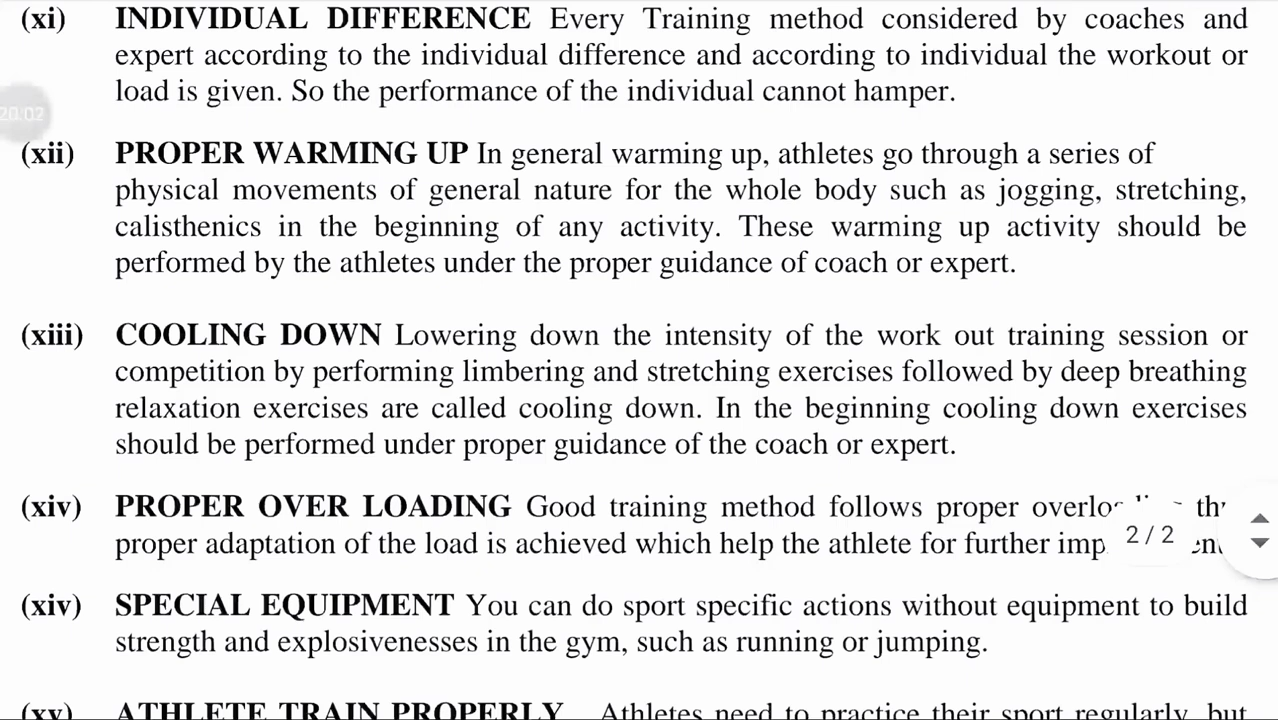 (xi) INDIVIDUAL DIFFERENCE Every Training method considered by coaches and
expert according to the individual difference and according to individual the workout or
load is given. So the performance of the individual cannot hamper.
20:02
(xii) PROPER WARMING UP In general warming up, athletes go through a series of
physical movements of general nature for the whole body such as jogging, stretching,
calisthenics in the beginning of any activity. These warming up activity should be
performed by the athletes under the proper guidance of coach or expert.
(xiii) COOLING DOWN Lowering down the intensity of the work out training session or
competition by performing limbering and stretching exercises followed by deep breathing
relaxation exercises are called cooling down. In the beginning cooling down exercises
should be performed under proper guidance of the coach or expert.
(xiv) PROPER OVER LOADING Good training method follows proper
proper adaptation of the load is achieved which help the athlete for further
2 / 2
(xiv) SPECIAL EQUIPMENT You can do sport specific actions without equipment to build
strength and explosivenesses in the gym, such as running or jumping.
(xv) ATHLETE TRAIN PROPERLY Athletes need to practice their sport regularly, but